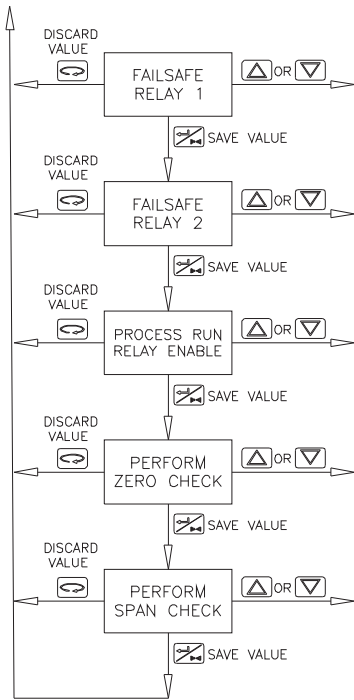 DISCARD
VALUE
FAILSAFE
RELAY 1
OR
SAVE VALUE
DISCARD
VALUE
FAILSAFE
RELAY 2
OR
SAVE VALUE
DISCARD
VALUE
PROCESS RUN
RELAY ENABLE
OR
SAVE VALUE
DISCARD
VALUE
PERFORM
ZERO CHECK
OR
SAVE VALUE
DISCARD
VALUE
PERFORM
SPAN CHECK
OR
SAVE VALUE